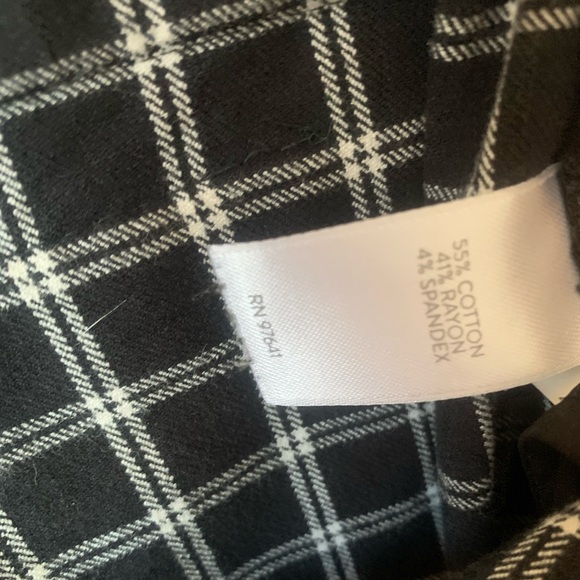 55% COTTON
41% RAYON
4% SPANDEX
RN 97641